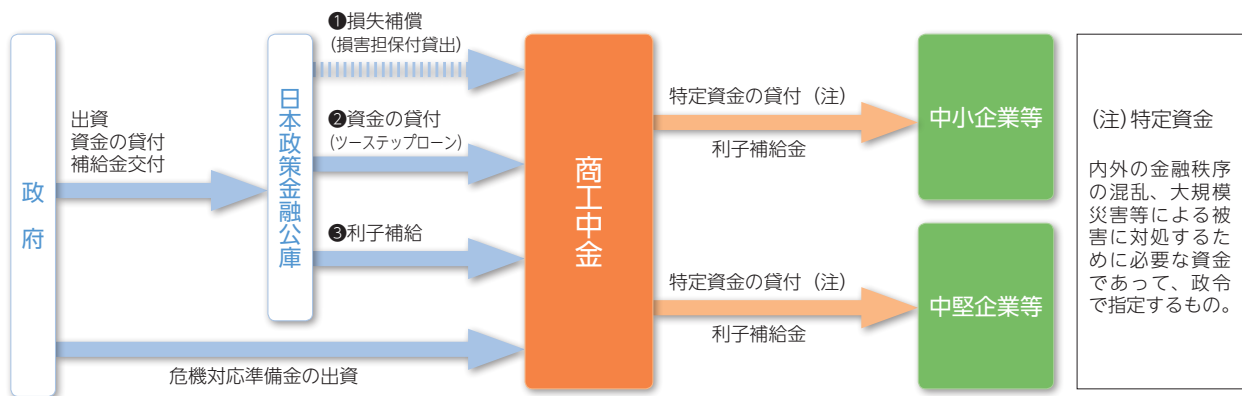 政府
出資
資金の貸付
補給金交付
日本政策金融公庫
❶損失補償
(損害担保付貸出)
❷資金の貸付
(ツーステップローン)
❸利子補給
危機対応準備金の出資
商工中金
特定資金の貸付（注）
利子補給金
中小企業等
特定資金の貸付（注）
利子補給金
中堅企業等
(注)特定資金
内外の金融秩序
の混乱、大規模
災害等による被
害に対処するた
めに必要な資金
であって、政令
で指定するもの。